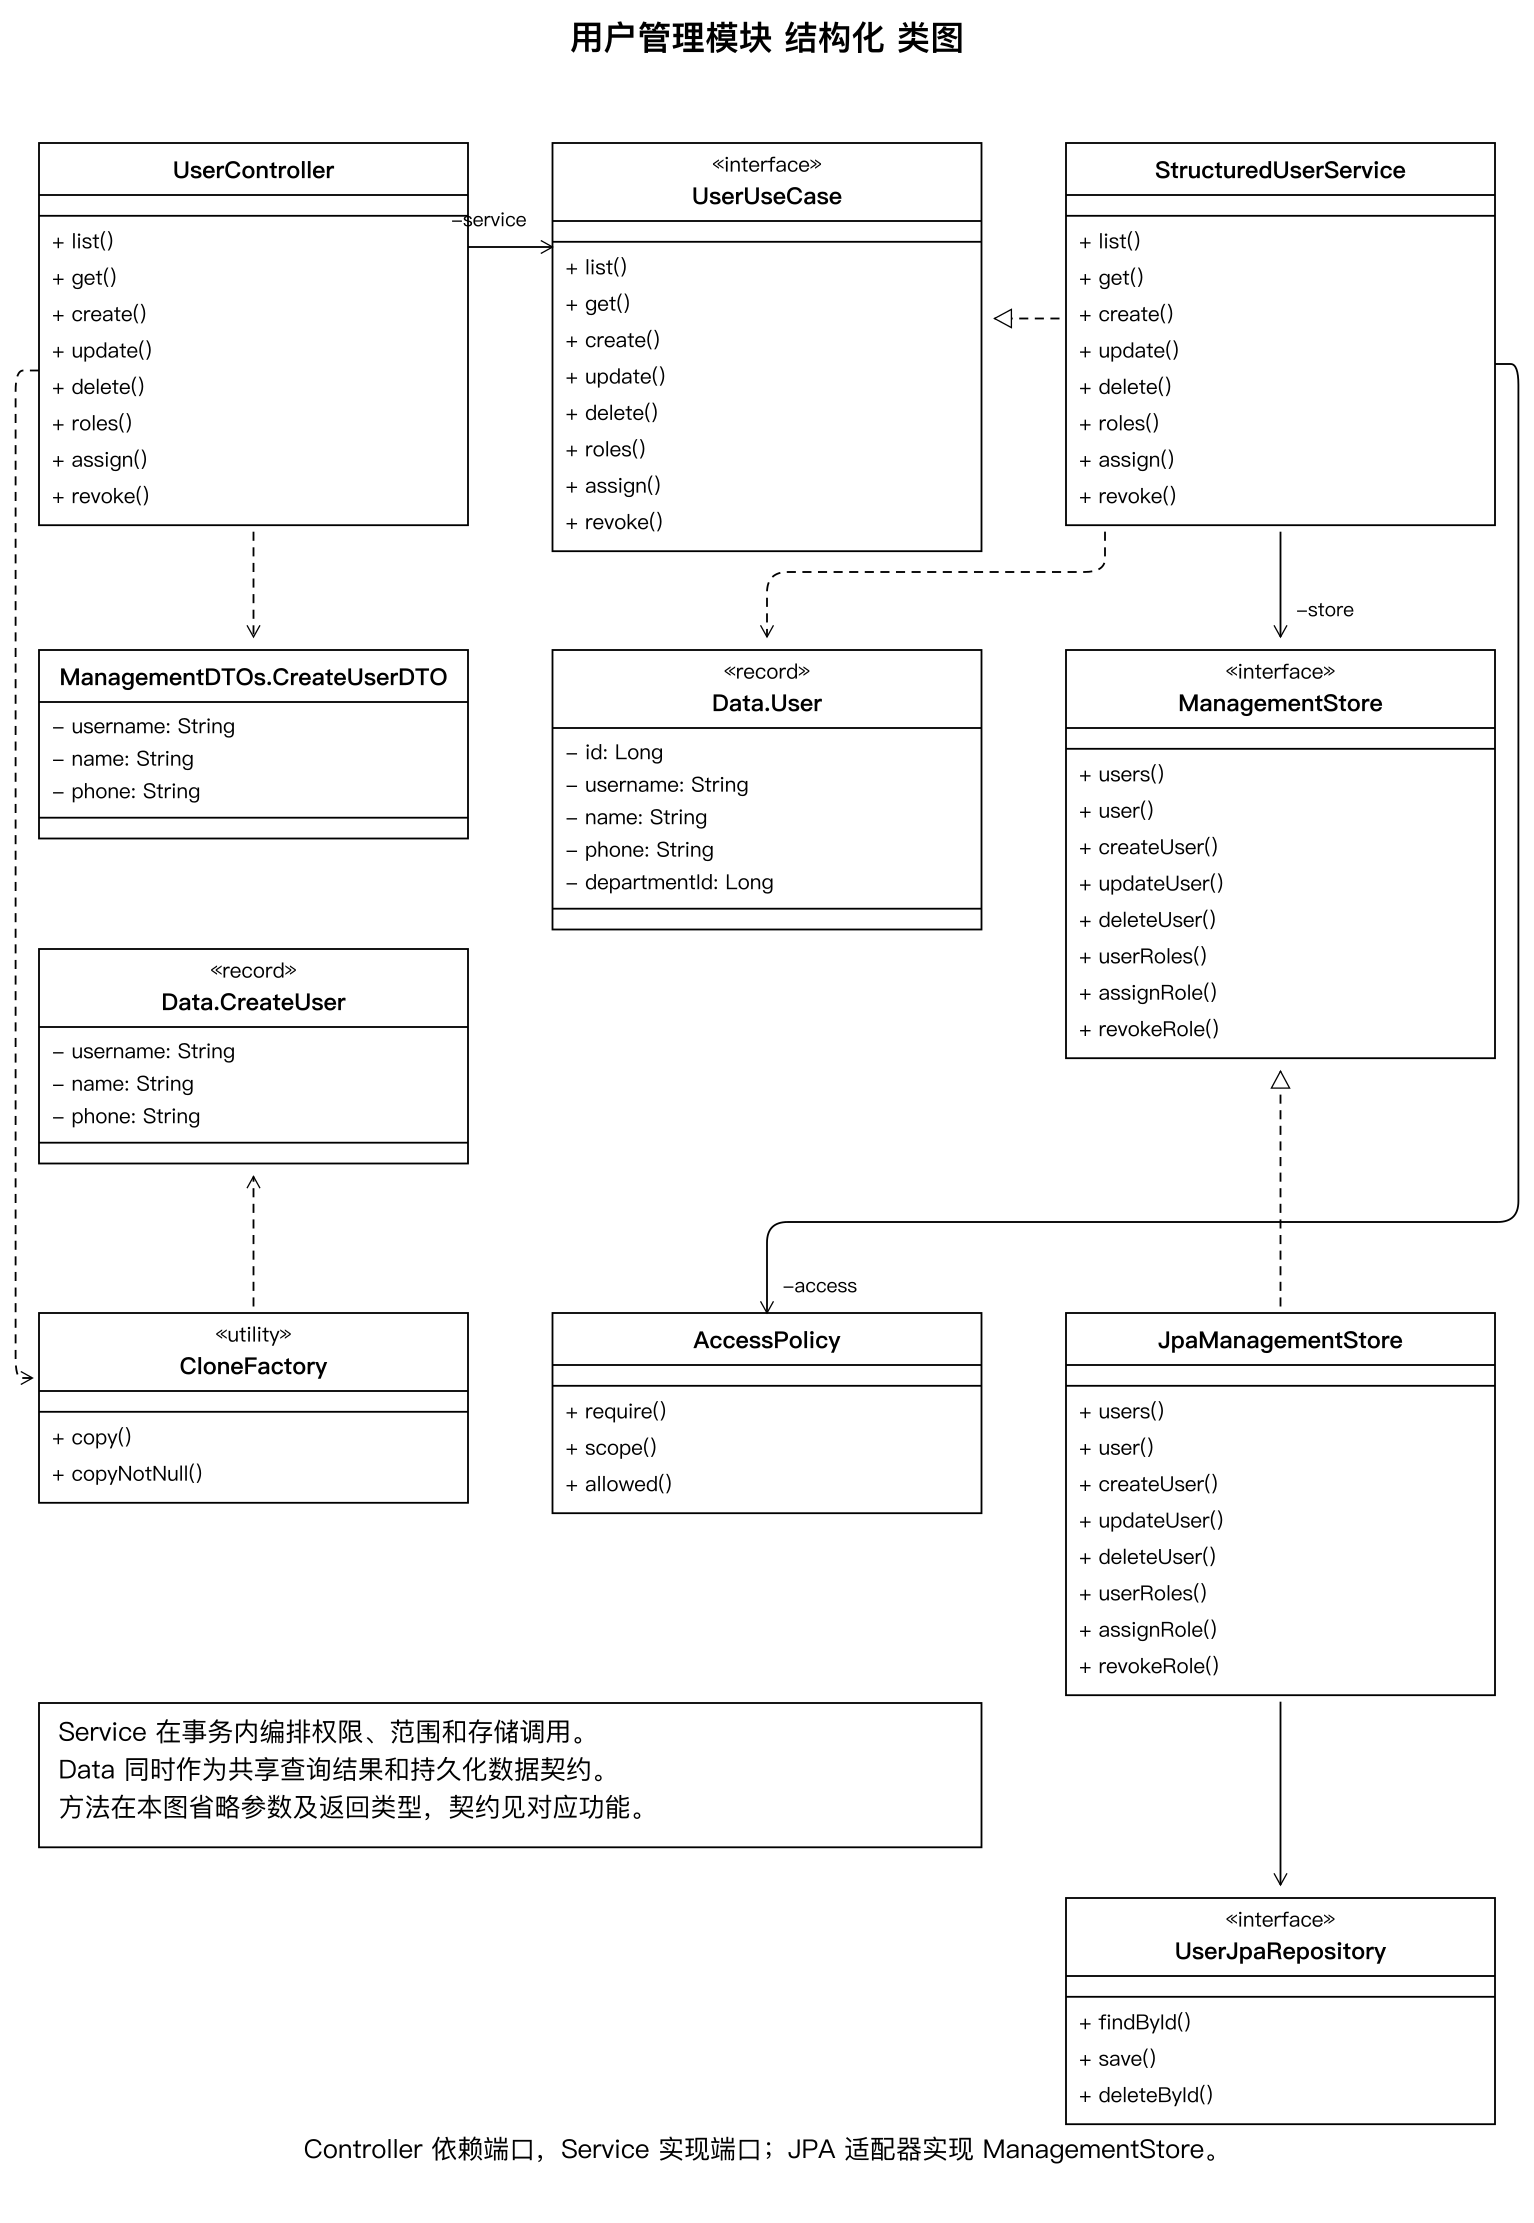 用户管理模块 结构化 类图
UserController
+ list()
+ get()
+ create()
+ update()
+ delete()
+ roles()
+ assign()
+ revoke()
–service
«interface»
UserUseCase
+ list()
+ get()
+ create()
+ update()
+ delete()
+ roles()
+ assign()
+ revoke()
StructuredUserService
+ list()
+ get()
+ create()
+ update()
+ delete()
+ roles()
+ assign()
+ revoke()
–store
ManagementDTOs.CreateUserDTO
– username: String
– name: String
– phone: String
«record»
Data.User
– id: Long
– username: String
– name: String
– phone: String
– departmentId: Long
«interface»
ManagementStore
+ users()
+ user()
+ createUser()
+ updateUser()
+ deleteUser()
+ userRoles()
+ assignRole()
+ revokeRole()
«record»
Data.CreateUser
– username: String
– name: String
– phone: String
–access
«utility»
CloneFactory
+ copy()
+ copyNotNull()
AccessPolicy
+ require()
+ scope()
+ allowed()
JpaManagementStore
+ users()
+ user()
+ createUser()
+ updateUser()
+ deleteUser()
+ userRoles()
+ assignRole()
+ revokeRole()
Service 在事务内编排权限、范围和存储调用。
Data 同时作为共享查询结果和持久化数据契约。
方法在本图省略参数及返回类型，契约见对应功能。
«interface»
UserJpaRepository
+ findById()
+ save()
+ deleteById()
Controller 依赖端口，Service 实现端口；JPA 适配器实现 ManagementStore。